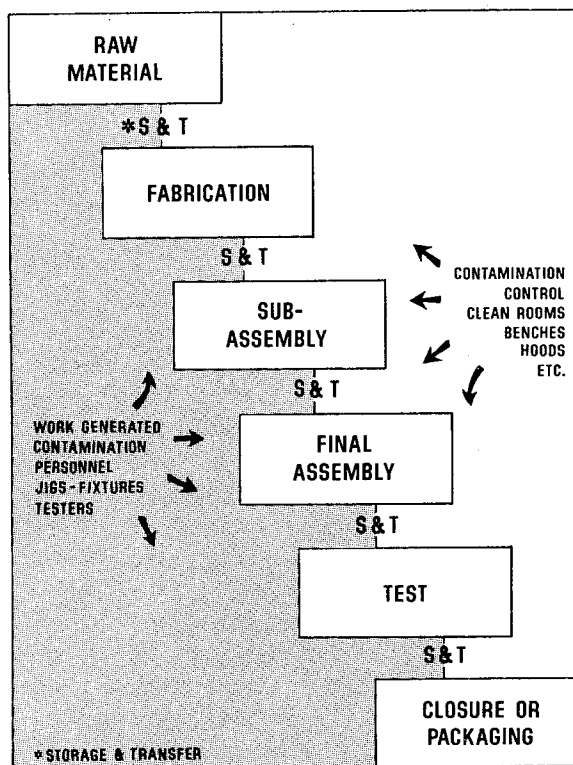 RAW
MATERIAL
*S & T
FABRICATION
S & T
SUB-
ASSEMBLY
CONTAMINATION
CONTROL
CLEAN ROOMS
BENCHES
HOODS
ETC.
S & T
WORK GENERATED
CONTAMINATION
PERSONNEL
JIGS-FIXTURES
TESTERS
FINAL
ASSEMBLY
S & T
TEST
S & T
CLOSURE OR
PACKAGING
*STORAGE & TRANSFER